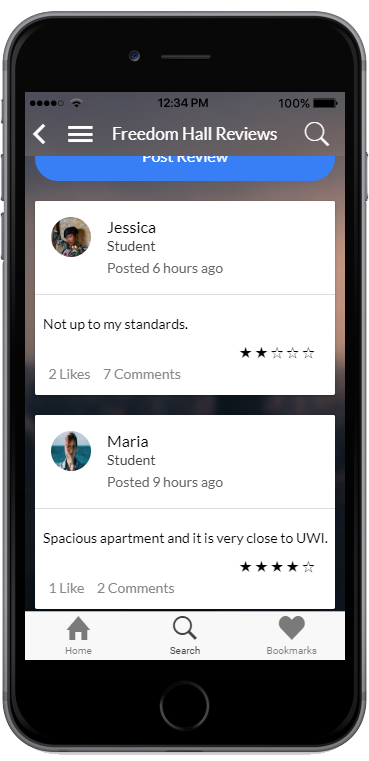 12:34 PM 100%
Freedom Hall Reviews
Post Review
Jessica
Student
Posted 6 hours ago
Not up to my standards.
★★☆☆☆
2 Likes 7 Comments
Maria
Student
Posted 9 hours ago
Spacious apartment and it is very close to UWI.
★★★★☆
1 Like 2 Comments
Home Search Bookmarks